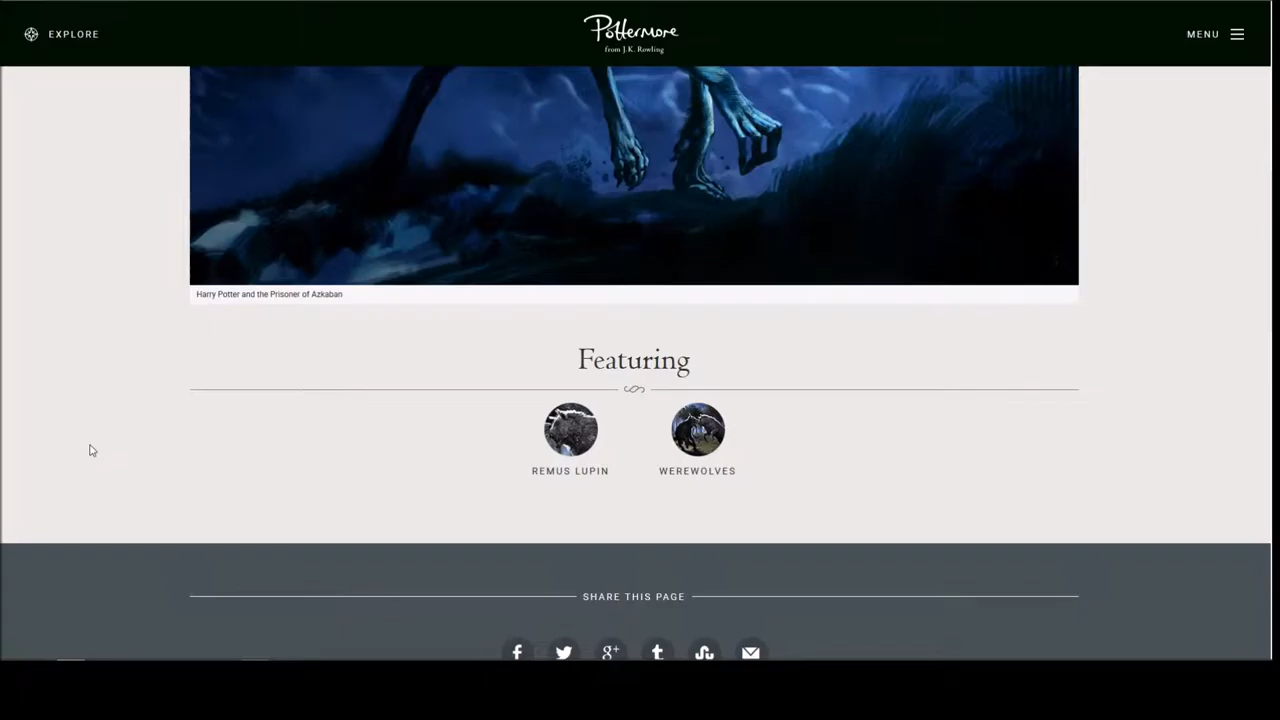 EXPLORE
Pottermore
from J.K. Rowling
MENU
Harry Potter and the Prisoner of Azkaban
Featuring
REMUS LUPIN
WEREWOLVES
SHARE THIS PAGE